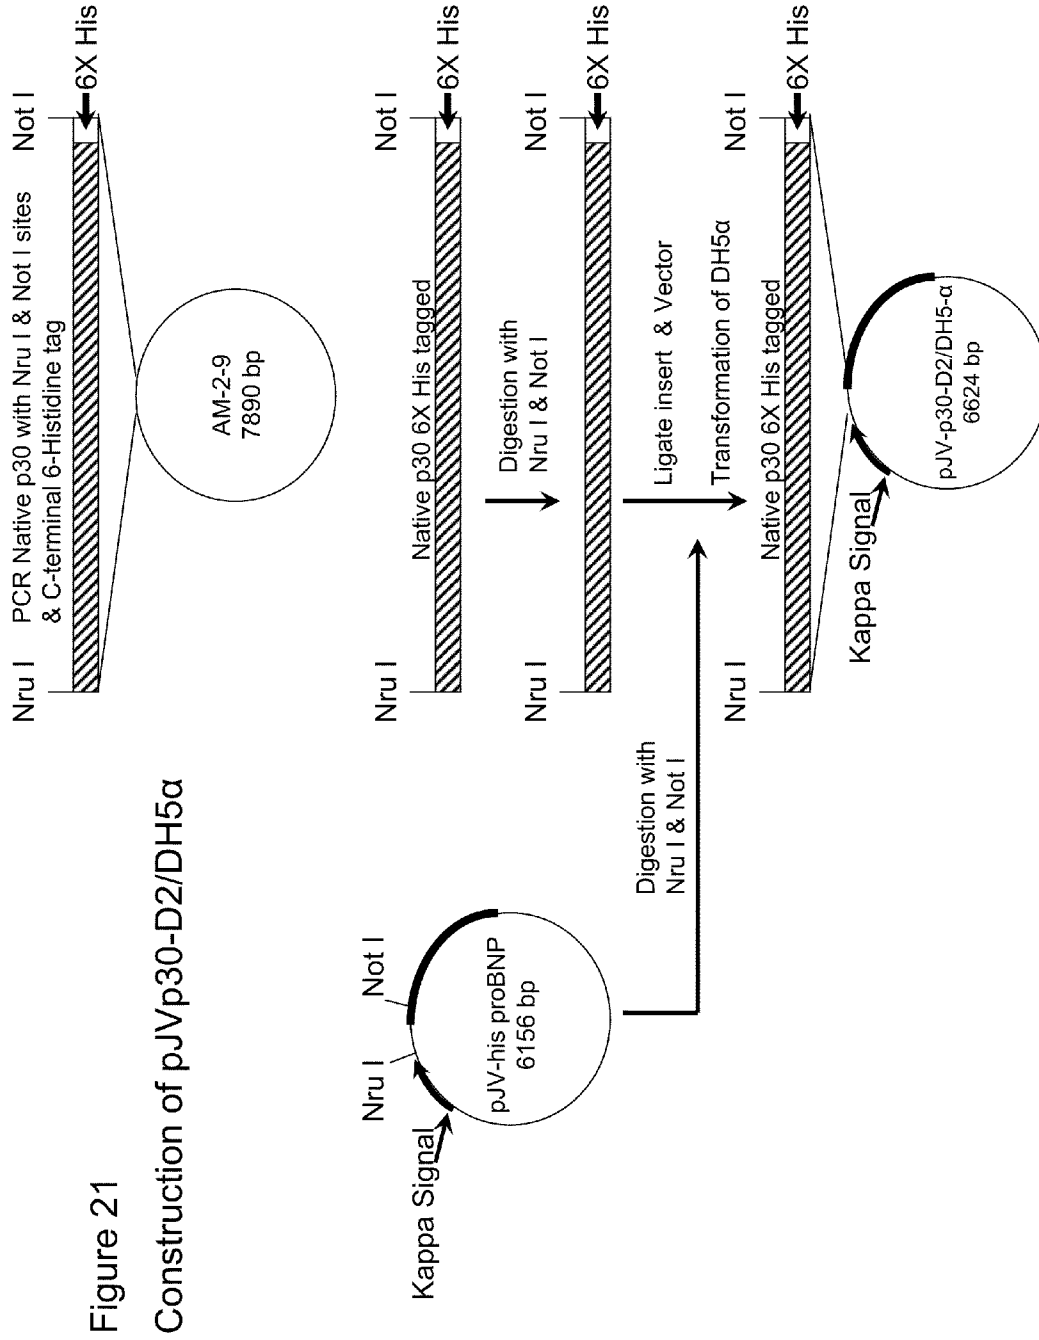 Figure 21
Construction of pJVp30-D2/DH5α
Nru I
PCR Native p30 with Nru I & Not I sites
& C-terminal 6-Histidine tag
Not I
6X His
AM-2-9
7890 bp
Nru I
Not I
Native p30 6X His tagged
6X His
Digestion with
Nru I & Not I
Nru I
Not I
6X His
Kappa Signal
Nru I
Not I
pJV-his proBNP
6156 bp
Digestion with
Nru I & Not I
Ligate insert & Vector
Transformation of DH5α
Nru I
Not I
Native p30 6X His tagged
6X His
Kappa Signal
pJV-p30-D2/DH5-α
6624 bp